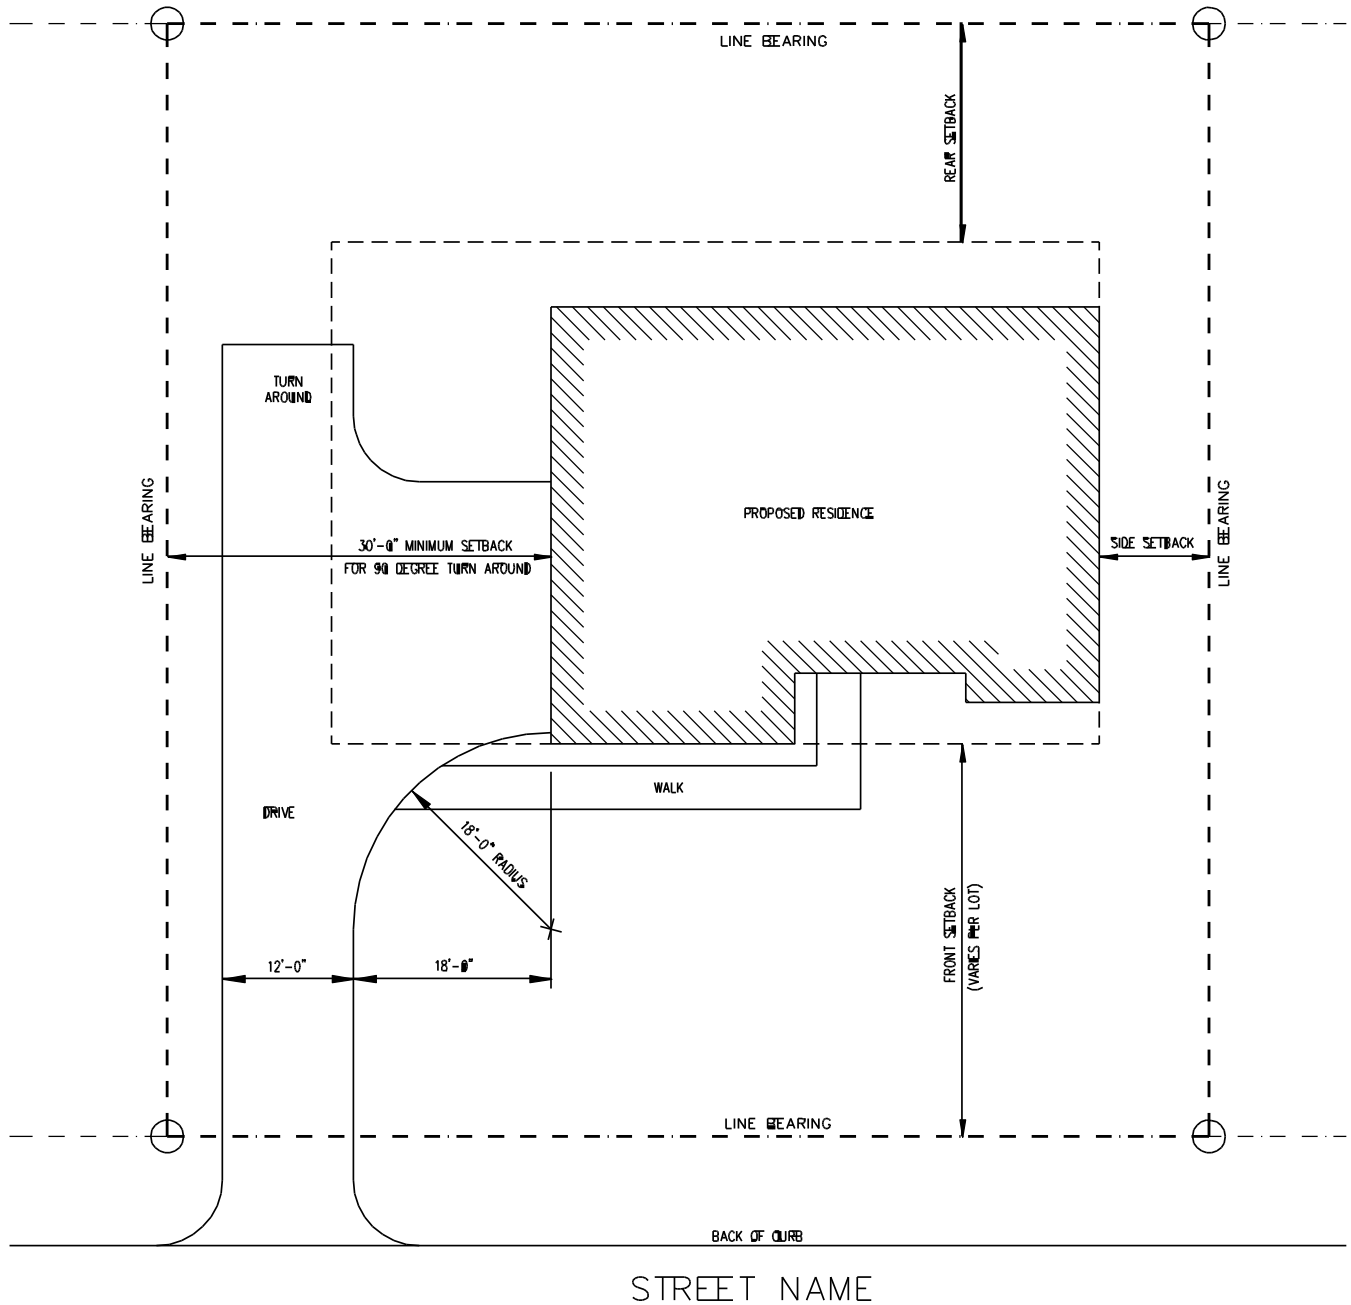 LINE BEARING
REAR SETBACK
TURN
AROUND
PROPOSED RESIDENCE
LINE BEARING
30'-0" MINIMUM SETBACK
FOR 90 DEGREE TURN AROUND
SIDE SETBACK
LINE BEARING
WALK
DRIVE
18'-0" RADIUS
FRONT SETBACK
(VARIES PER LOT)
12'-0"
18'-0"
LINE BEARING
BACK OF CURB
STREET NAME